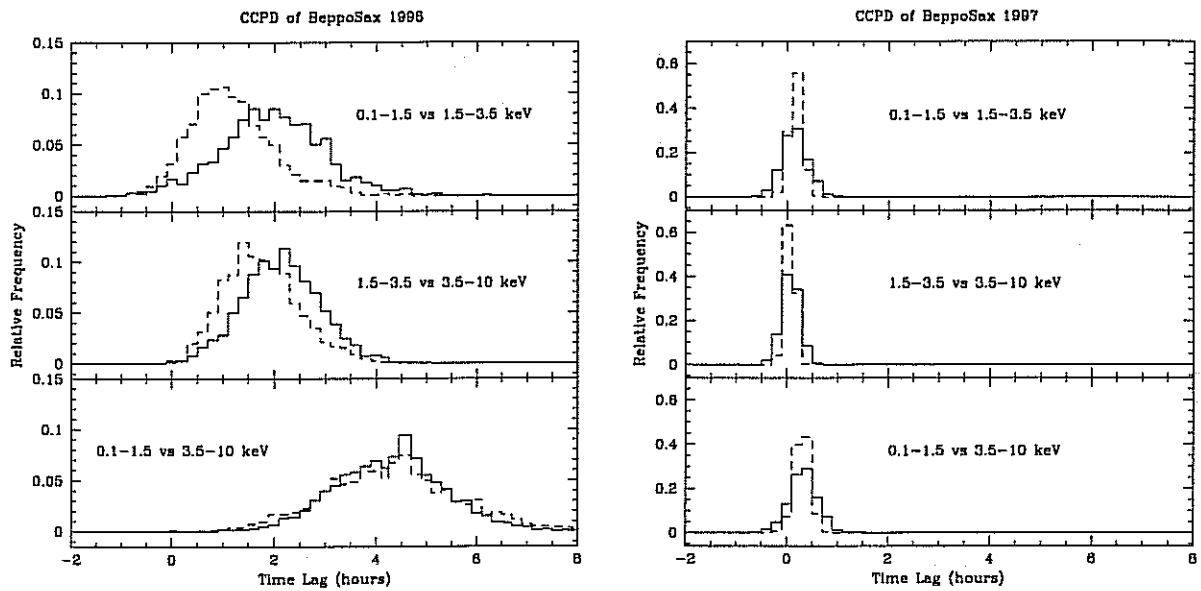 CCPD of BeppoSax 1996
0.15
0.1
0.05
0
0.1-1.5 vs 1.5-3.5 keV
0.15
0.1
0.05
0
1.5-3.5 vs 3.5-10 keV
0.15
0.1
0.05
0
0.1-1.5 vs 3.5-10 keV
Relative Frequency
-2 0 2 4 6 8
Time Lag (hours)
CCPD of BeppoSax 1997
0.6
0.4
0.2
0
0.1-1.5 vs 1.5-3.5 keV
0.6
0.4
0.2
0
1.5-3.5 vs 3.5-10 keV
0.6
0.4
0.2
0
0.1-1.5 vs 3.5-10 keV
Relative Frequency
-2 0 2 4 6 8
Time Lag (hours)